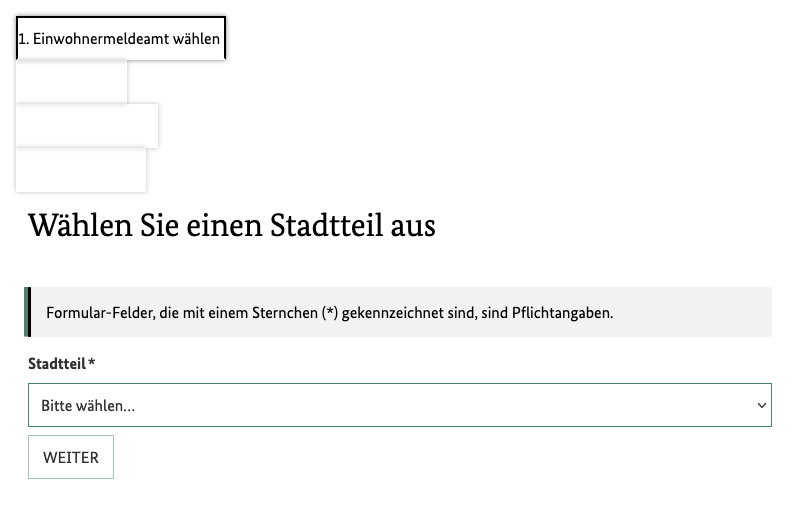 1. Einwohnermeldeamt wählen
Wählen Sie einen Stadtteil aus
Formular-Felder, die mit einem Sternchen (*) gekennzeichnet sind, sind Pflichtangaben.
Stadtteil*
Bitte wählen...
WEITER